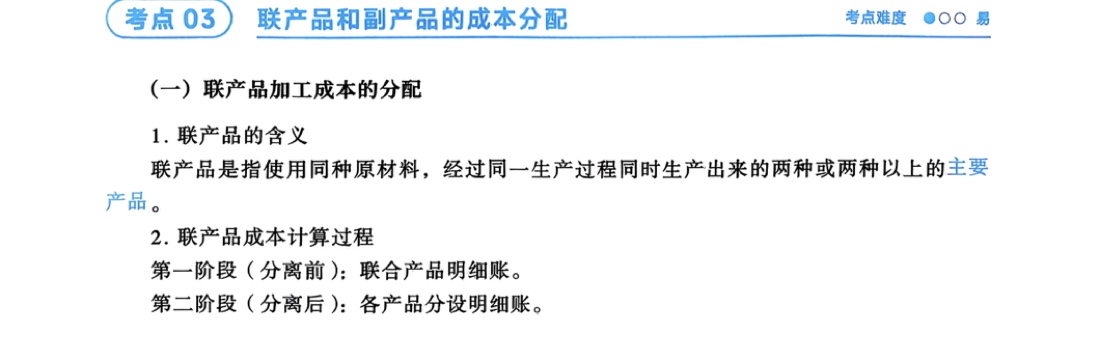 考点 03 联产品和副产品的成本分配 考点难度 ●○○ 易
（一）联产品加工成本的分配
1. 联产品的含义
联产品是指使用同种原材料，经过同一生产过程同时生产出来的两种或两种以上的主要
产品。
2. 联产品成本计算过程
第一阶段（分离前）：联合产品明细账。
第二阶段（分离后）：各产品分设明细账。